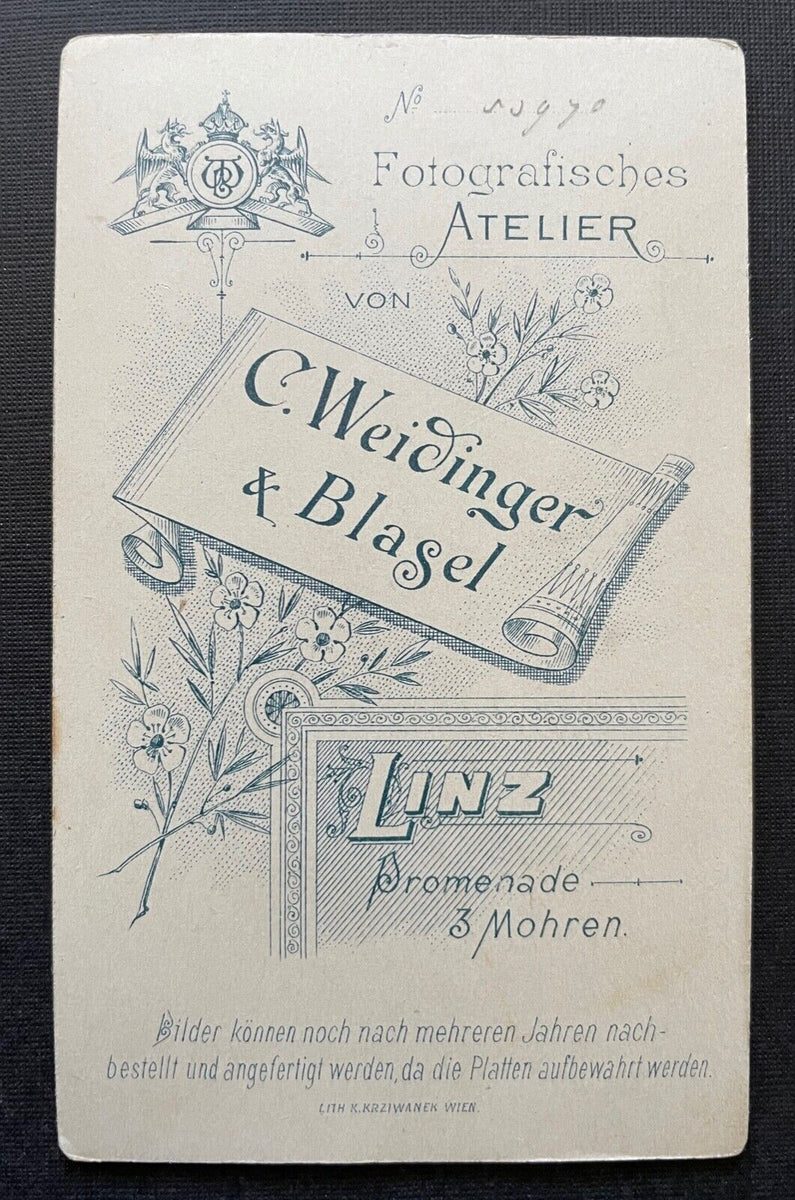 No
Fotografisches
ATELIER
VON
C. Weidinger
& Blasel
LINZ
Promenade
3 Mohren.
Bilder können noch nach mehreren Jahren nach-
bestellt und angefertigt werden, da die Platten aufbewahrt werden.
LITH K. KRZIWANEK WIEN.